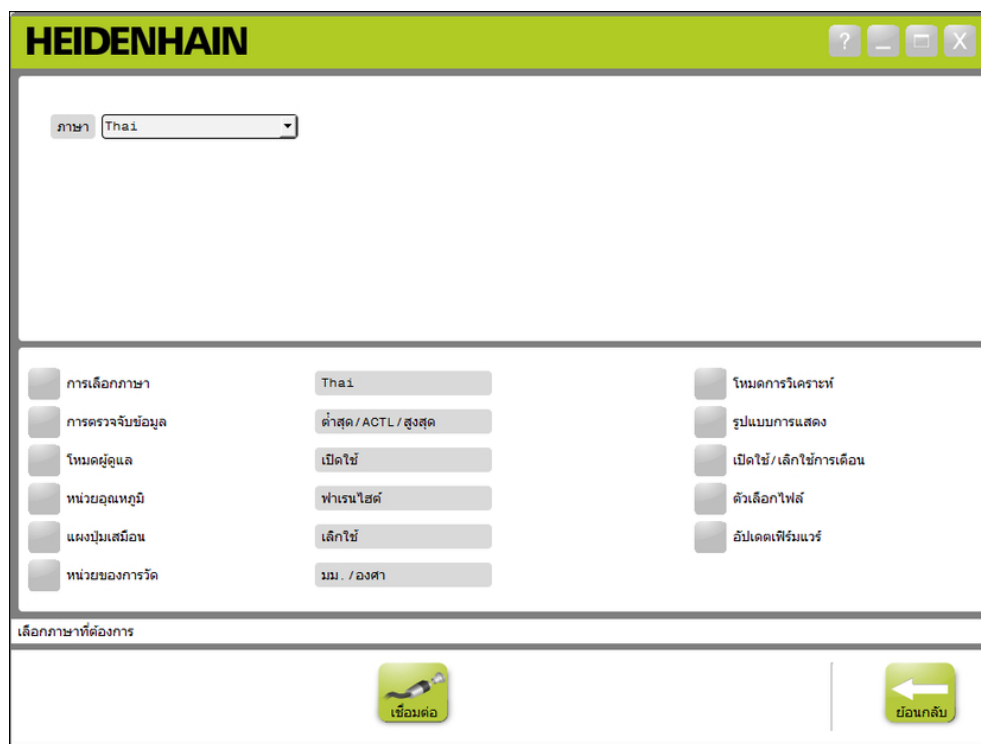 HEIDENHAIN
? _ X
ภาษา Thai
การเลือกภาษา Thai โหมดการวิเคราะห์
การตรวจจับข้อมูล ต่ำสุด/ACTL/สูงสุด รูปแบบการแสดง
โหมดผู้ดูแล เปิดใช้ เปิดใช้/เลิกใช้การเตือน
หน่วยอุณหภูมิ ฟาเรนไฮต์ ตัวเลือกไฟล์
แผงปุ่มเสมือน เลิกใช้ อัปเดตเฟิร์มแวร์
หน่วยของการวัด มม./องศา
เลือกภาษาที่ต้องการ
เชื่อมต่อ ย้อนกลับ